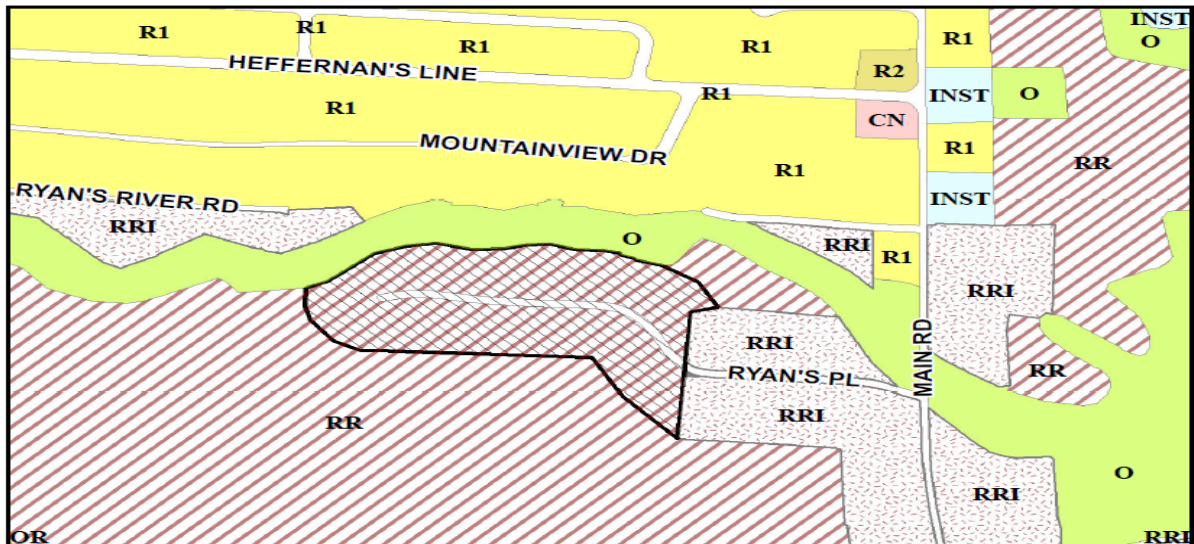 R1
R1
R1
R1
R1
INST
O
HEFFERNAN'S LINE
R2
R1
INST
O
R1
CN
MOUNTAINVIEW DR
R1
RR
R1
RYAN'S RIVER RD
INST
RRI
O
RRI
R1
RRI
RRI
MAIN RD
RYAN'S PL
RR
RR
RRI
O
RRI
OR
RRI